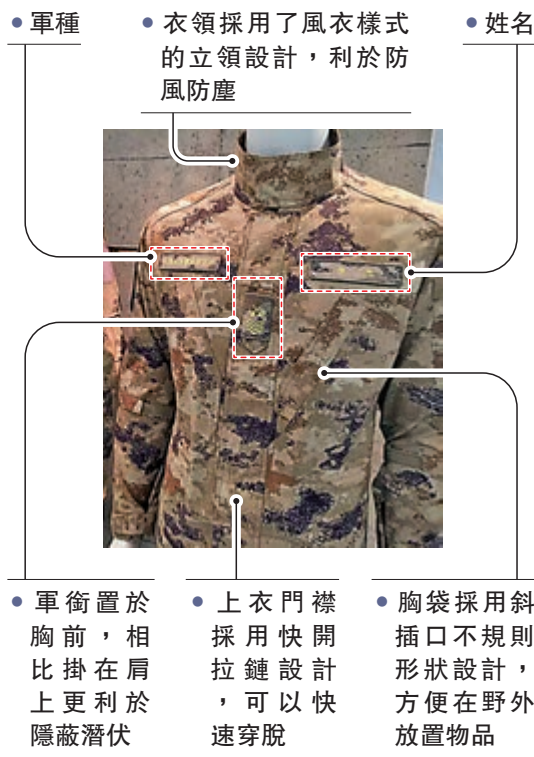 軍種
衣領採用了風衣樣式
的立領設計，利於防
風防塵
姓名
軍銜置於
胸前，相
比掛在肩
上更利於
隱蔽潛伏
上衣門襟
採用快開
拉鏈設計
，可以快
速穿脫
胸袋採用斜
插口不規則
形狀設計，
方便在野外
放置物品